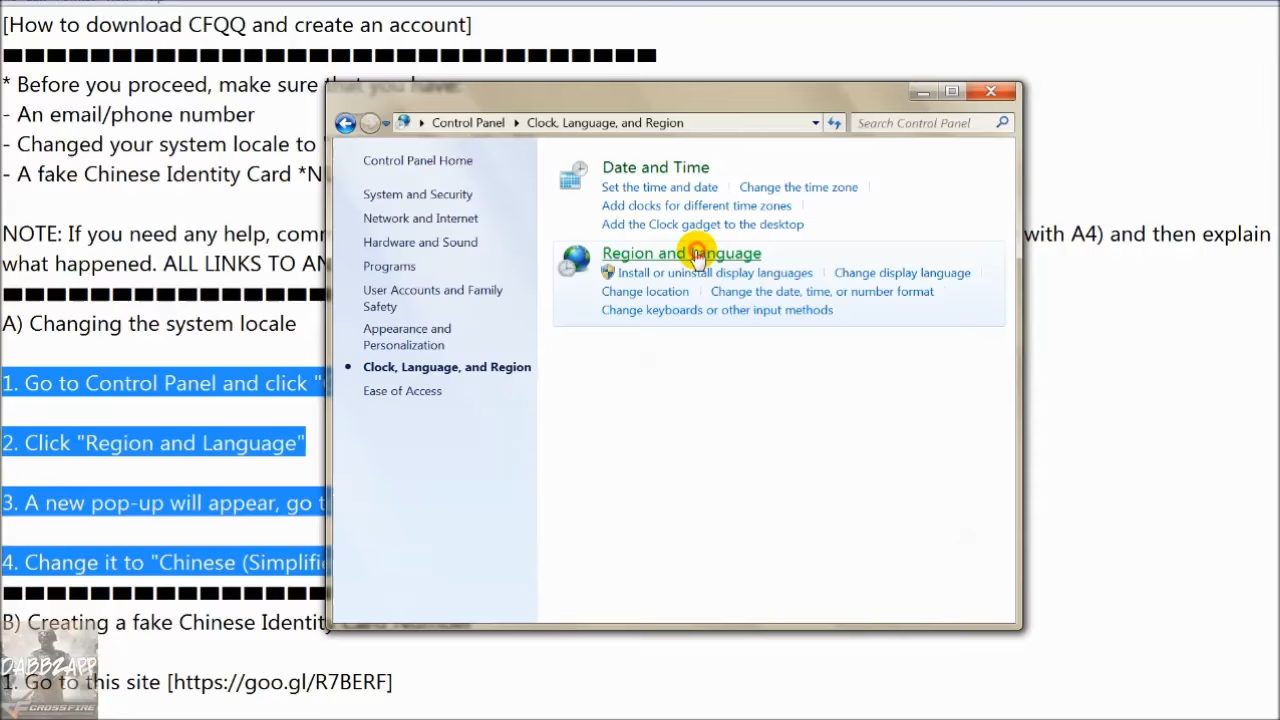 [How to download CFQQ and create an account]
* Before you proceed, make sure that you have:
- An email/phone number
- Changed your system locale to "
- A fake Chinese Identity Card *N
NOTE: If you need any help, com
with A4) and then explain
what happened. ALL LINKS TO AN
A) Changing the system locale
1. Go to Control Panel and click "
2. Click "Region and Language"
3. A new pop-up will appear, go t
4. Change it to "Chinese (Simplifi
B) Creating a fake Chinese Identity Card Number
1. Go to this site [https://goo.gl/R7BERF]
Control Panel
Clock, Language, and Region
Search Control Panel
Control Panel Home
System and Security
Network and Internet
Hardware and Sound
Programs
User Accounts and Family
Safety
Appearance and
Personalization
Clock, Language, and Region
Ease of Access
Date and Time
Set the time and date
Change the time zone
Add clocks for different time zones
Add the Clock gadget to the desktop
Region and Language
Install or uninstall display languages
Change display language
Change location
Change the date, time, or number format
Change keyboards or other input methods
DABBZAPP
CROSSFIRE